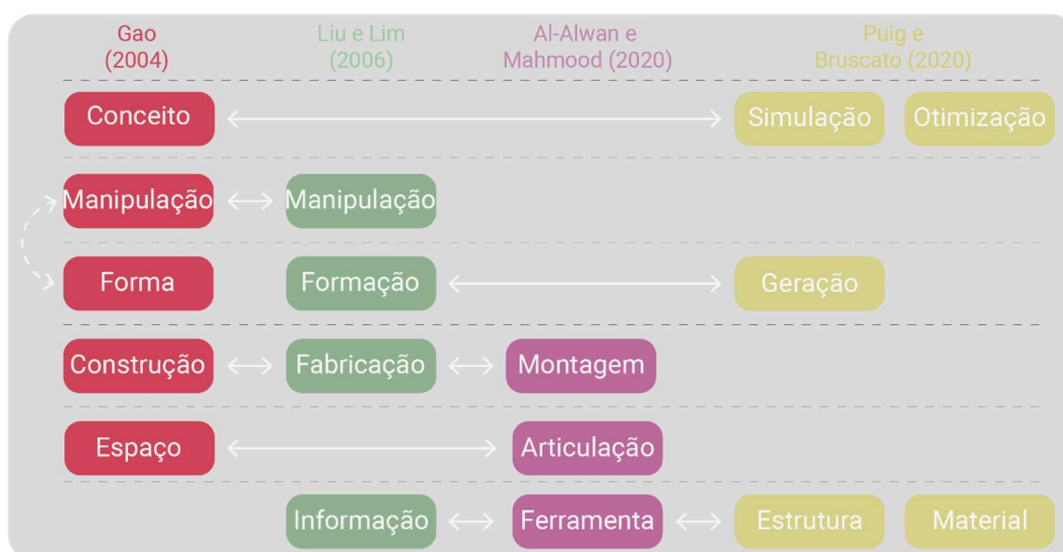 Gao
(2004)
Liu e Lim
(2006)
Al-Alwan e
Mahmood (2020)
Puig e
Bruscato (2020)
Conceito
Simulação
Otimização
Manipulação
Manipulação
Forma
Formação
Geração
Construção
Fabricação
Montagem
Espaço
Articulação
Informação
Ferramenta
Estrutura
Material